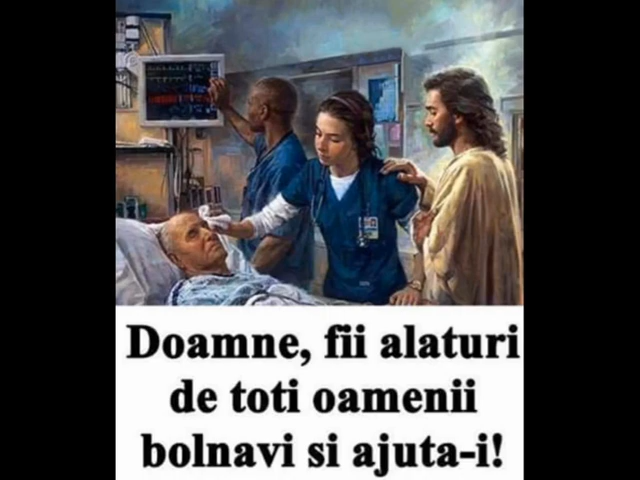 Doamne, fii alaturi
de toti oamenii
bolnavi si ajuta-i!